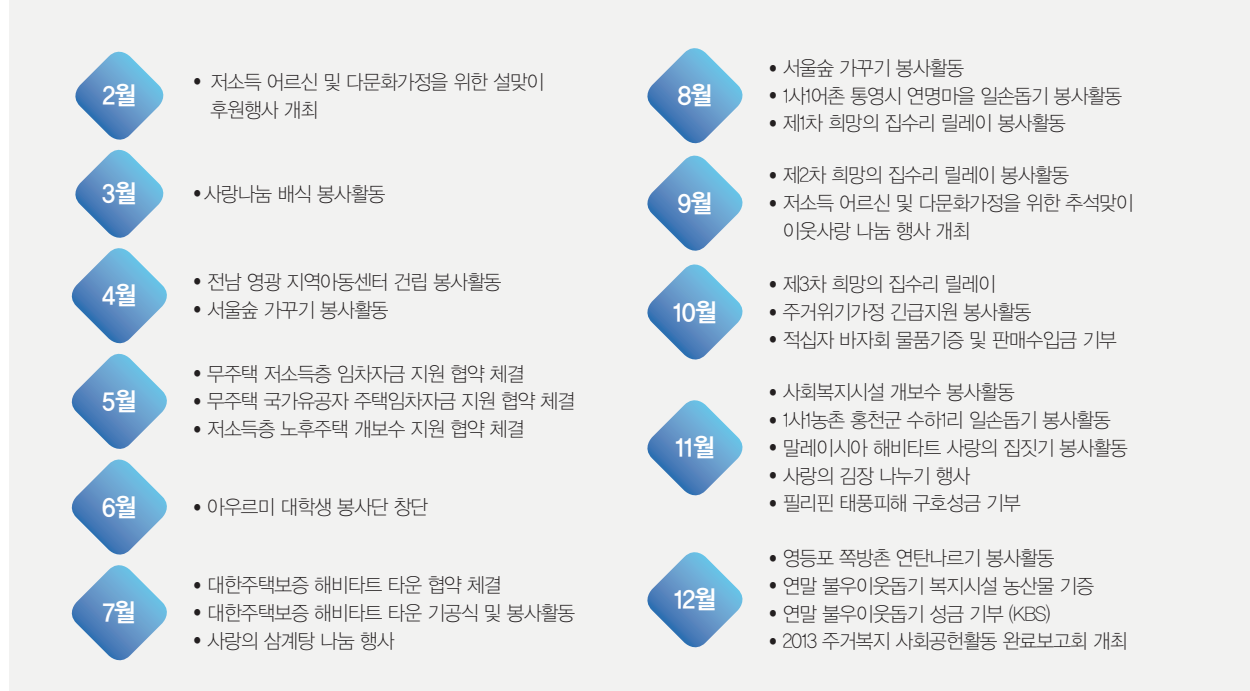 2월
• 저소득 어르신 및 다문화가정을 위한 설맞이
후원행사 개최
3월
• 사랑나눔 배식 봉사활동
4월
• 전남 영광 지역아동센터 건립 봉사활동
• 서울숲 가꾸기 봉사활동
5월
• 무주택 저소득층 임차자금 지원 협약 체결
• 무주택 국가유공자 주택임차자금 지원 협약 체결
• 저소득층 노후주택 개보수 지원 협약 체결
6월
• 아우르미 대학생 봉사단 창단
7월
• 대한주택보증 해비타트 타운 협약 체결
• 대한주택보증 해비타트 타운 기공식 및 봉사활동
• 사랑의 삼계탕 나눔 행사
8월
• 서울숲 가꾸기 봉사활동
• 1사1어촌 통영시 연명마을 일손돕기 봉사활동
• 제1차 희망의 집수리 릴레이 봉사활동
9월
• 제2차 희망의 집수리 릴레이 봉사활동
• 저소득 어르신 및 다문화가정을 위한 추석맞이
이웃사랑 나눔 행사 개최
10월
• 제3차 희망의 집수리 릴레이
• 주거위기가정 긴급지원 봉사활동
• 적십자 바자회 물품기증 및 판매수입금 기부
11월
• 사회복지시설 개보수 봉사활동
• 1사1농촌 홍천군 수하1리 일손돕기 봉사활동
• 말레이시아 해비타트 사랑의 집짓기 봉사활동
• 사랑의 김장 나누기 행사
• 필리핀 태풍피해 구호성금 기부
12월
• 영등포 쪽방촌 연탄나르기 봉사활동
• 연말 불우이웃돕기 복지시설 농산물 기증
• 연말 불우이웃돕기 성금 기부 (KBS)
• 2013 주거복지 사회공헌활동 완료보고회 개최